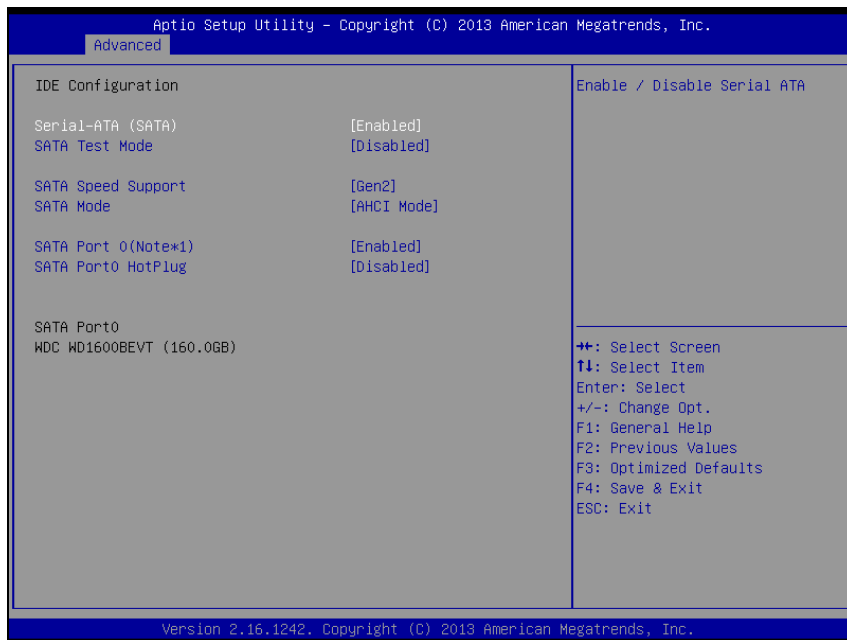 Aptio Setup Utility – Copyright (C) 2013 American Megatrends, Inc.
Advanced
IDE Configuration
Serial-ATA (SATA) [Enabled]
SATA Test Mode [Disabled]
SATA Speed Support [Gen2]
SATA Mode [AHCI Mode]
SATA Port 0(Note*1) [Enabled]
SATA Port0 HotPlug [Disabled]
SATA Port0
WDC WD1600BEVT (160.0GB)
Enable / Disable Serial ATA
→←: Select Screen
↑↓: Select Item
Enter: Select
+/-: Change Opt.
F1: General Help
F2: Previous Values
F3: Optimized Defaults
F4: Save & Exit
ESC: Exit
Version 2.16.1242. Copyright (C) 2013 American Megatrends, Inc.